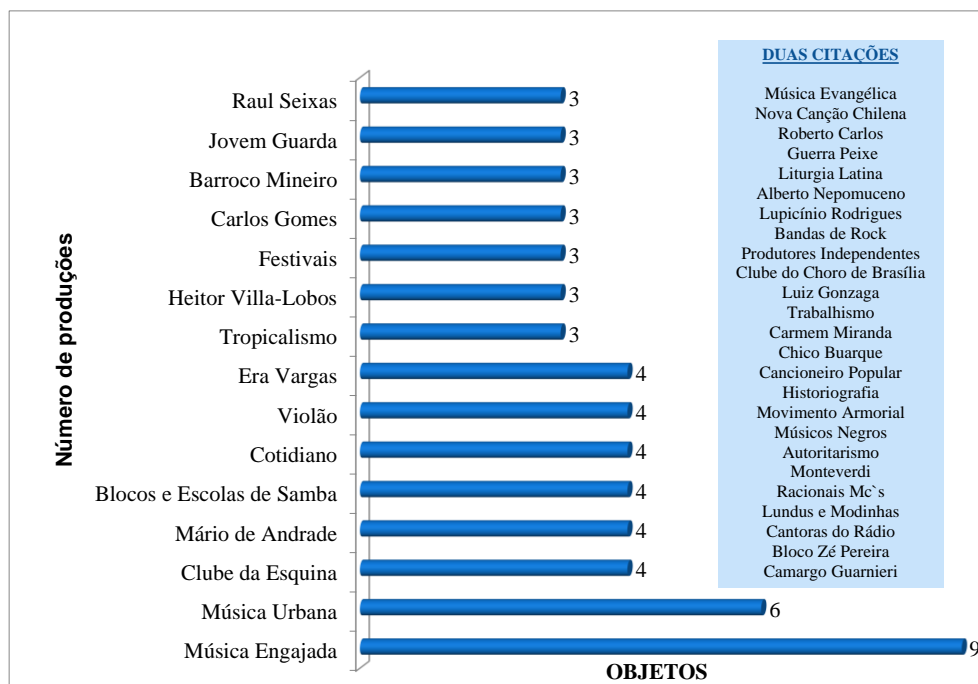 Número de produções
Raul Seixas 3
Jovem Guarda 3
Barroco Mineiro 3
Carlos Gomes 3
Festivais 3
Heitor Villa-Lobos 3
Tropicalismo 3
Era Vargas 4
Violão 4
Cotidiano 4
Blocos e Escolas de Samba 4
Mário de Andrade 4
Clube da Esquina 4
Música Urbana 6
Música Engajada 9
OBJETOS
DUAS CITAÇÕES
Música Evangélica
Nova Canção Chilena
Roberto Carlos
Guerra Peixe
Liturgia Latina
Alberto Nepomuceno
Lupicínio Rodrigues
Bandas de Rock
Produtores Independentes
Clube do Choro de Brasília
Luiz Gonzaga
Trabalhismo
Carmem Miranda
Chico Buarque
Cancioneiro Popular
Historiografia
Movimento Armorial
Músicos Negros
Autoritarismo
Monteverdi
Racionais Mc`s
Lundus e Modinhas
Cantoras do Rádio
Bloco Zé Pereira
Camargo Guarnieri